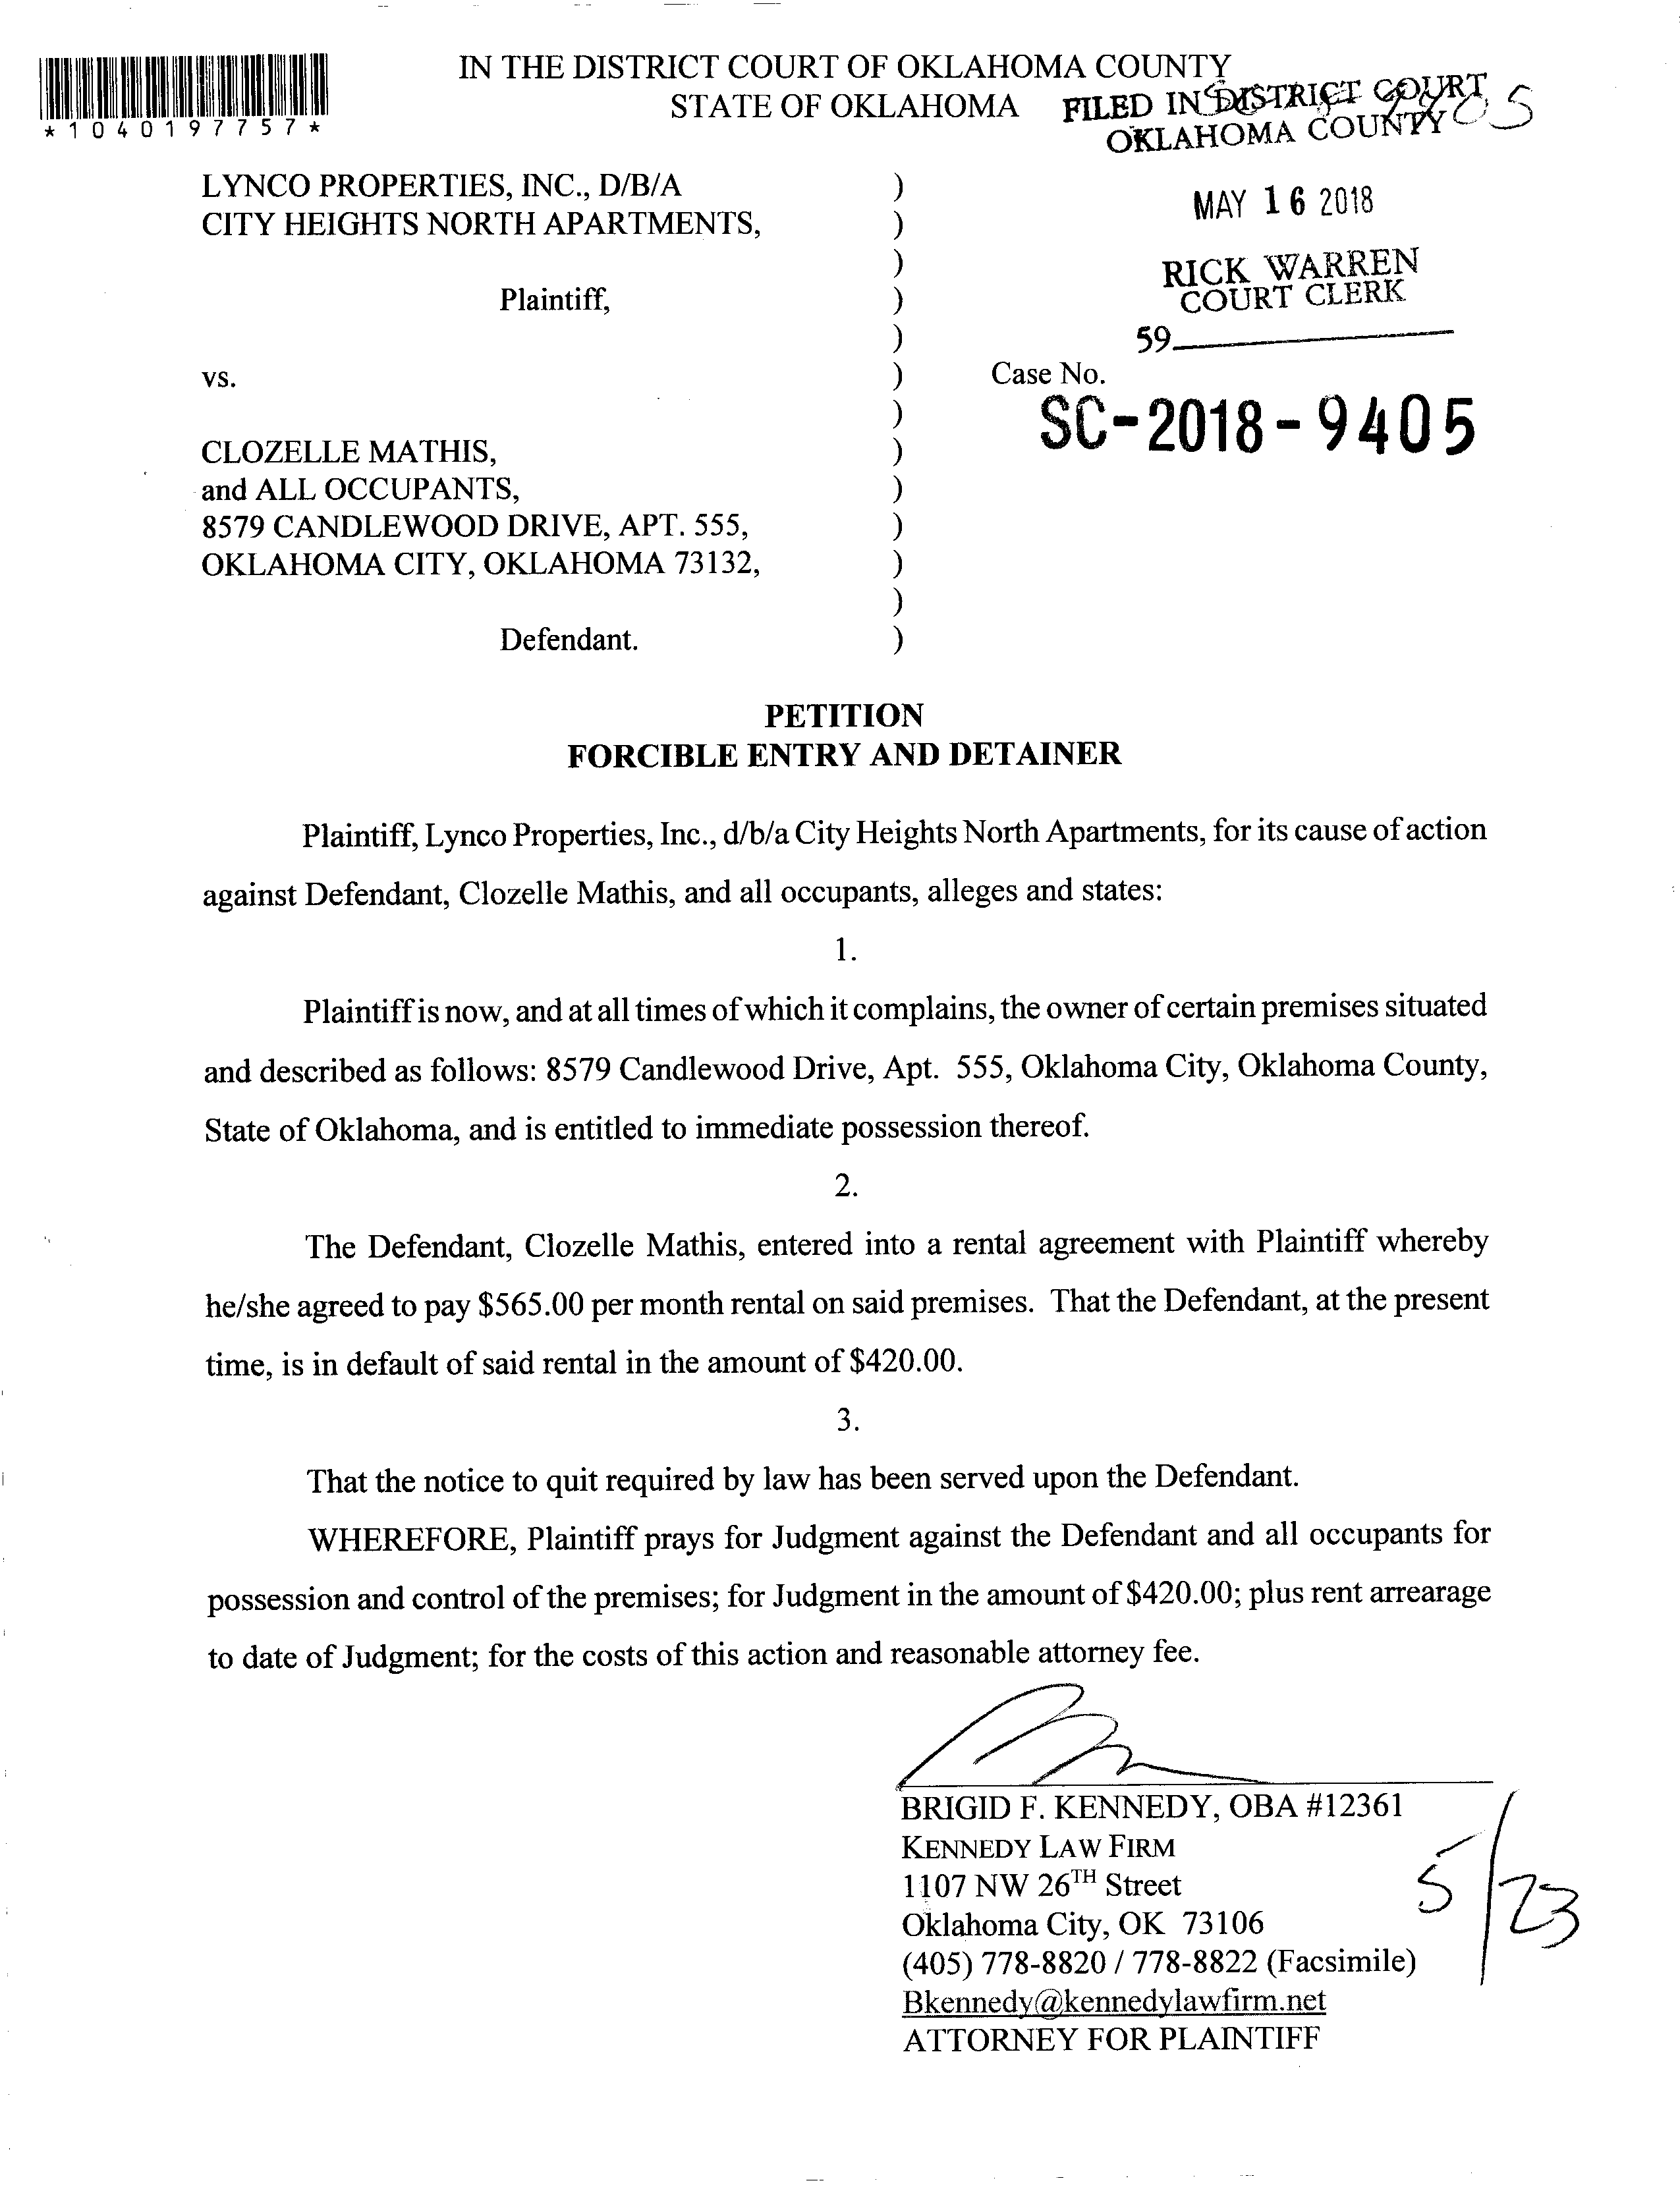 IN THE DISTRICT COURT OF OKLAHOMA COUNTY
STATE OF OKLAHOMA
FILED IN DISTRICT COURT
OKLAHOMA COUNTY
*1040197757*
LYNCO PROPERTIES, INC., D/B/A )
CITY HEIGHTS NORTH APARTMENTS, )
MAY 16 2018
)
Plaintiff, )
RICK WARREN
COURT CLERK
)
59
vs. )
Case No.
)
SC-2018-9405
CLOZELLE MATHIS, )
and ALL OCCUPANTS, )
8579 CANDLEWOOD DRIVE, APT. 555, )
OKLAHOMA CITY, OKLAHOMA 73132, )
)
Defendant. )
PETITION
FORCIBLE ENTRY AND DETAINER
Plaintiff, Lynco Properties, Inc., d/b/a City Heights North Apartments, for its cause of action
against Defendant, Clozelle Mathis, and all occupants, alleges and states:
1.
Plaintiff is now, and at all times of which it complains, the owner of certain premises situated
and described as follows: 8579 Candlewood Drive, Apt. 555, Oklahoma City, Oklahoma County,
State of Oklahoma, and is entitled to immediate possession thereof.
2.
The Defendant, Clozelle Mathis, entered into a rental agreement with Plaintiff whereby
he/she agreed to pay $565.00 per month rental on said premises. That the Defendant, at the present
time, is in default of said rental in the amount of $420.00.
3.
That the notice to quit required by law has been served upon the Defendant.
WHEREFORE, Plaintiff prays for Judgment against the Defendant and all occupants for
possession and control of the premises; for Judgment in the amount of $420.00; plus rent arrearage
to date of Judgment; for the costs of this action and reasonable attorney fee.
BRIGID F. KENNEDY, OBA #12361
KENNEDY LAW FIRM
1107 NW 26TH Street
Oklahoma City, OK 73106
(405) 778-8820 / 778-8822 (Facsimile)
Bkennedy@kennedylawfirm.net
ATTORNEY FOR PLAINTIFF
5/23